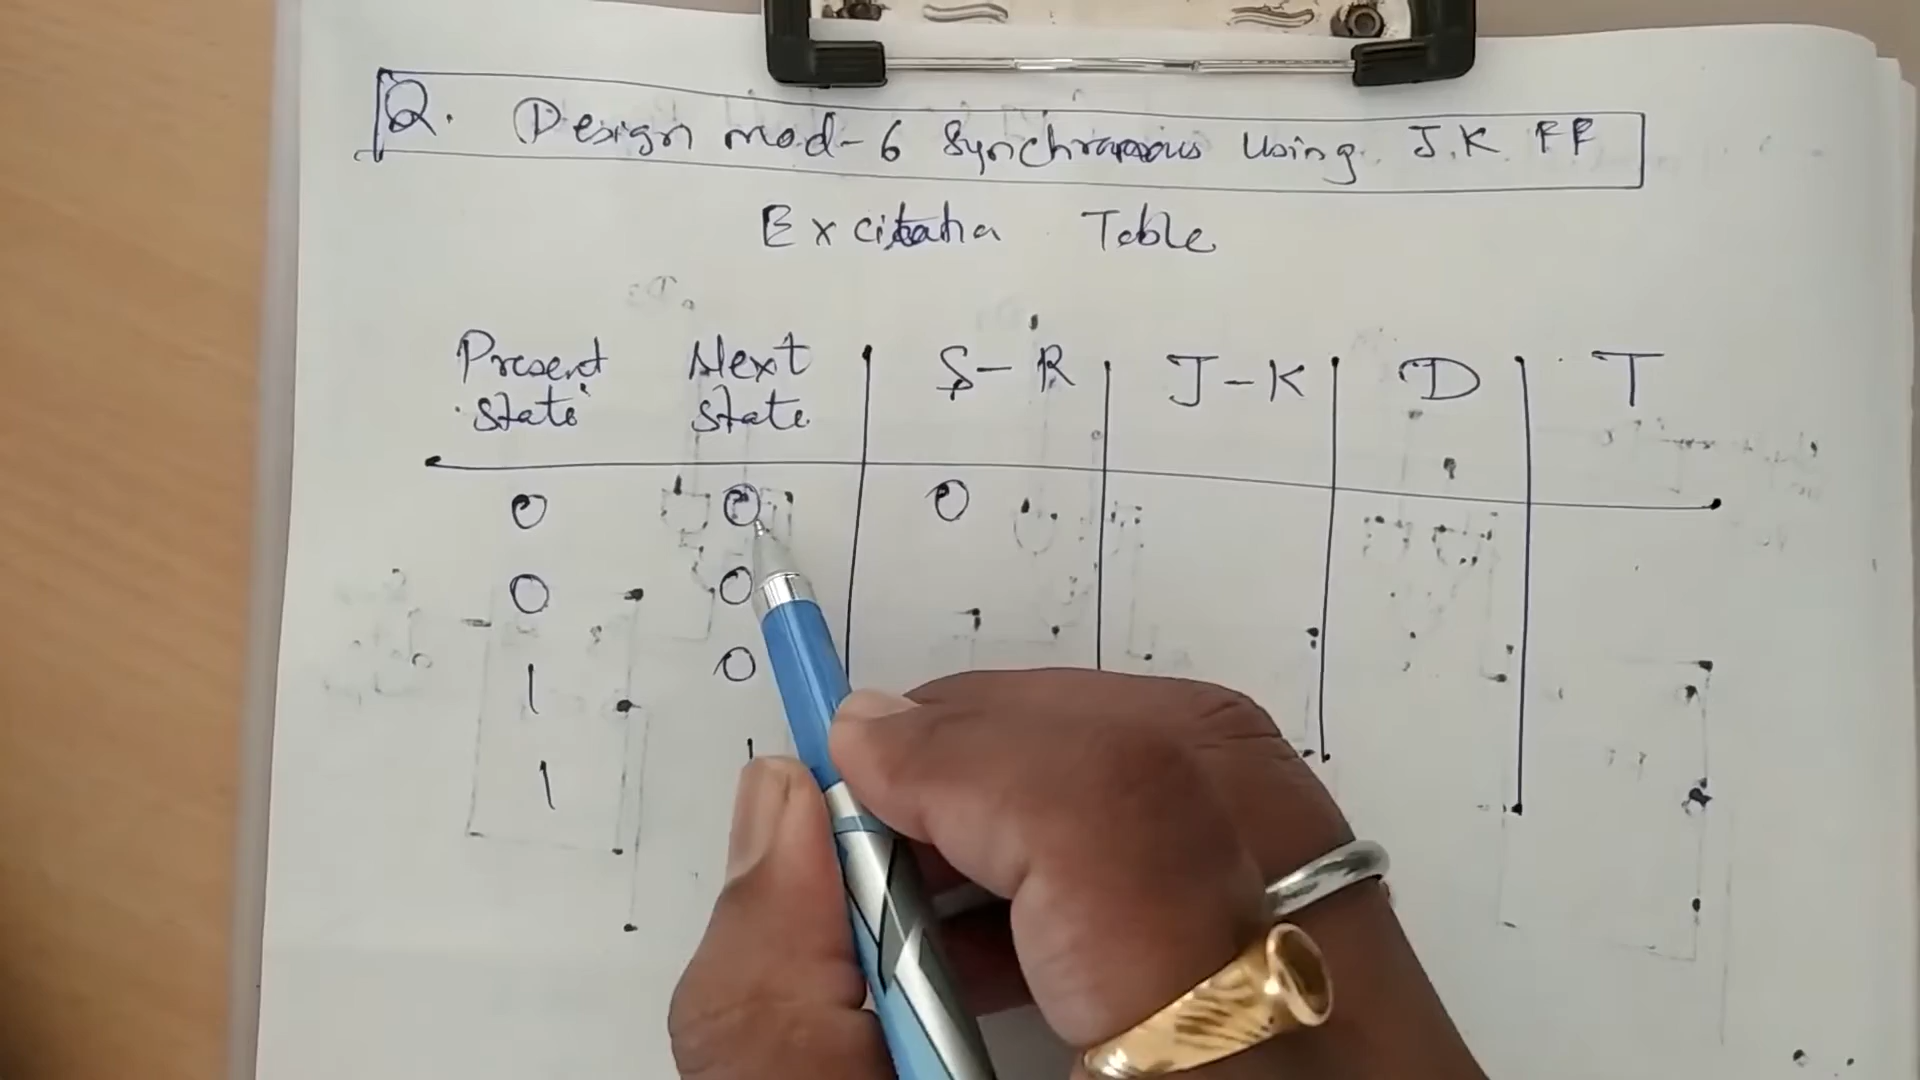 Q. Design mod-6 Synchronous Using J.K FF
Excitation Table
Present state Next state S-R J-K D T
0 0 0
0 0
1 0
1 1